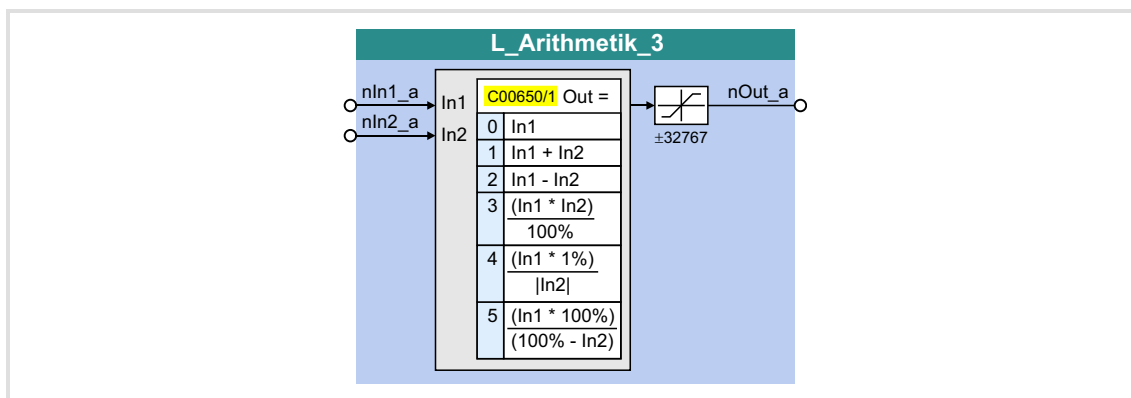 L_Arithmetik_3
nIn1_a
nIn2_a
In1
In2
C00650/1 Out =
0 In1
1 In1 + In2
2 In1 - In2
3 (In1 * In2)
100%
4 (In1 * 1%)
|In2|
5 (In1 * 100%)
(100% - In2)
±32767
nOut_a